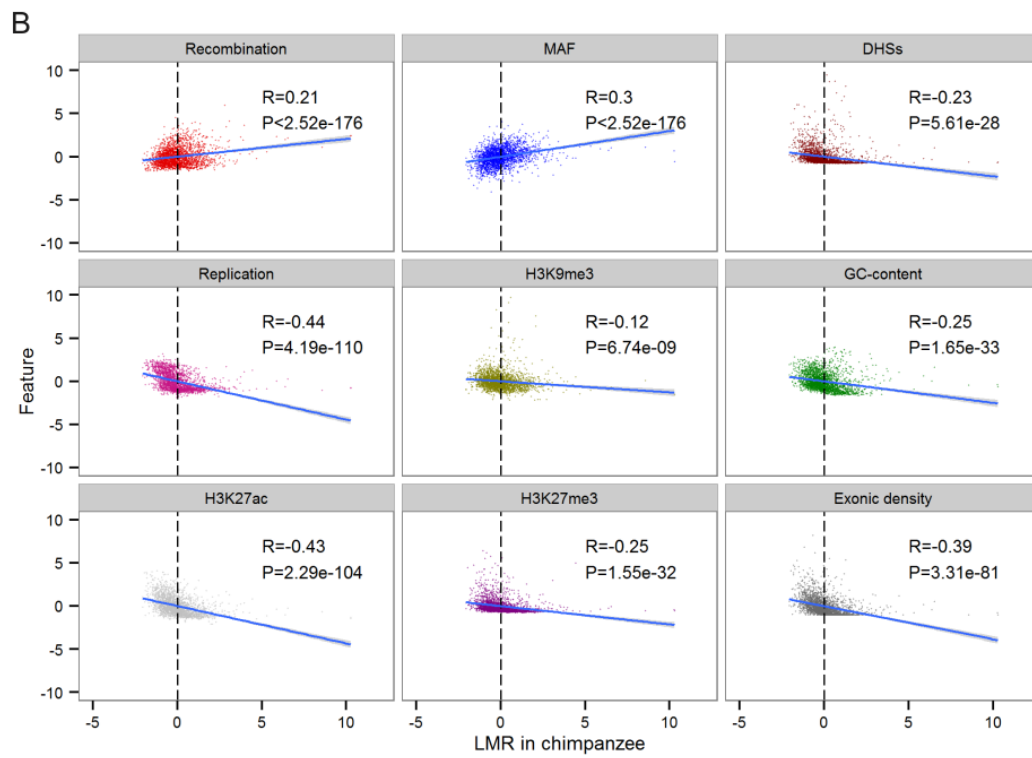 B
Recombination
R=0.21
P<2.52e-176
MAF
R=0.3
P<2.52e-176
DHSs
R=-0.23
P=5.61e-28
10
5
0
-5
-10
Replication
R=-0.44
P=4.19e-110
H3K9me3
R=-0.12
P=6.74e-09
GC-content
R=-0.25
P=1.65e-33
10
5
0
-5
-10
Feature
H3K27ac
R=-0.43
P=2.29e-104
H3K27me3
R=-0.25
P=1.55e-32
Exonic density
R=-0.39
P=3.31e-81
10
5
0
-5
-10
-5 0 5 10 -5 0 5 10 -5 0 5 10
LMR in chimpanzee